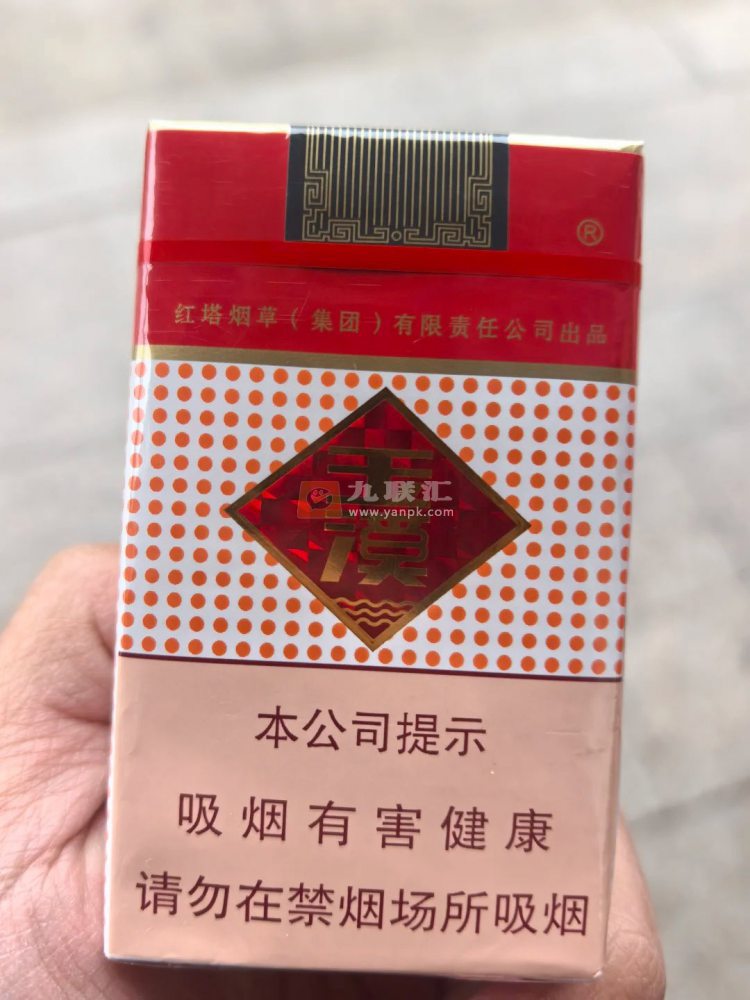 ®
红塔烟草（集团）有限责任公司出品
玉
九联汇
www.yanpk.com
溪
本公司提示
吸烟有害健康
请勿在禁烟场所吸烟